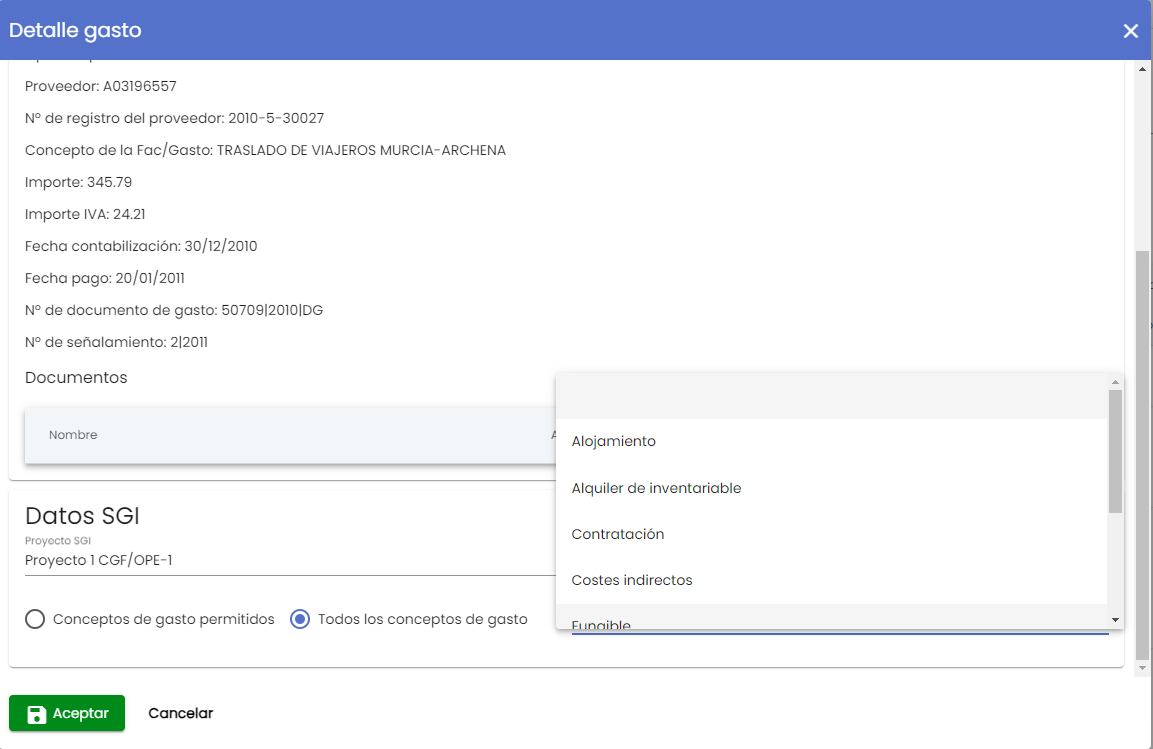 Detalle gasto
Proveedor: A03196557
Nº de registro del proveedor: 2010-5-30027
Concepto de la Fac/Gasto: TRASLADO DE VIAJEROS MURCIA-ARCHENA
Importe: 345.79
Importe IVA: 24.21
Fecha contabilización: 30/12/2010
Fecha pago: 20/01/2011
Nº de documento de gasto: 50709|2010|DG
Nº de señalamiento: 2|2011
Documentos
Nombre
Alojamiento
Alquiler de inventariable
Contratación
Costes indirectos
Fungible
Datos SGI
Proyecto SGI
Proyecto 1 CGF/OPE-1
Conceptos de gasto permitidos Todos los conceptos de gasto
Aceptar Cancelar